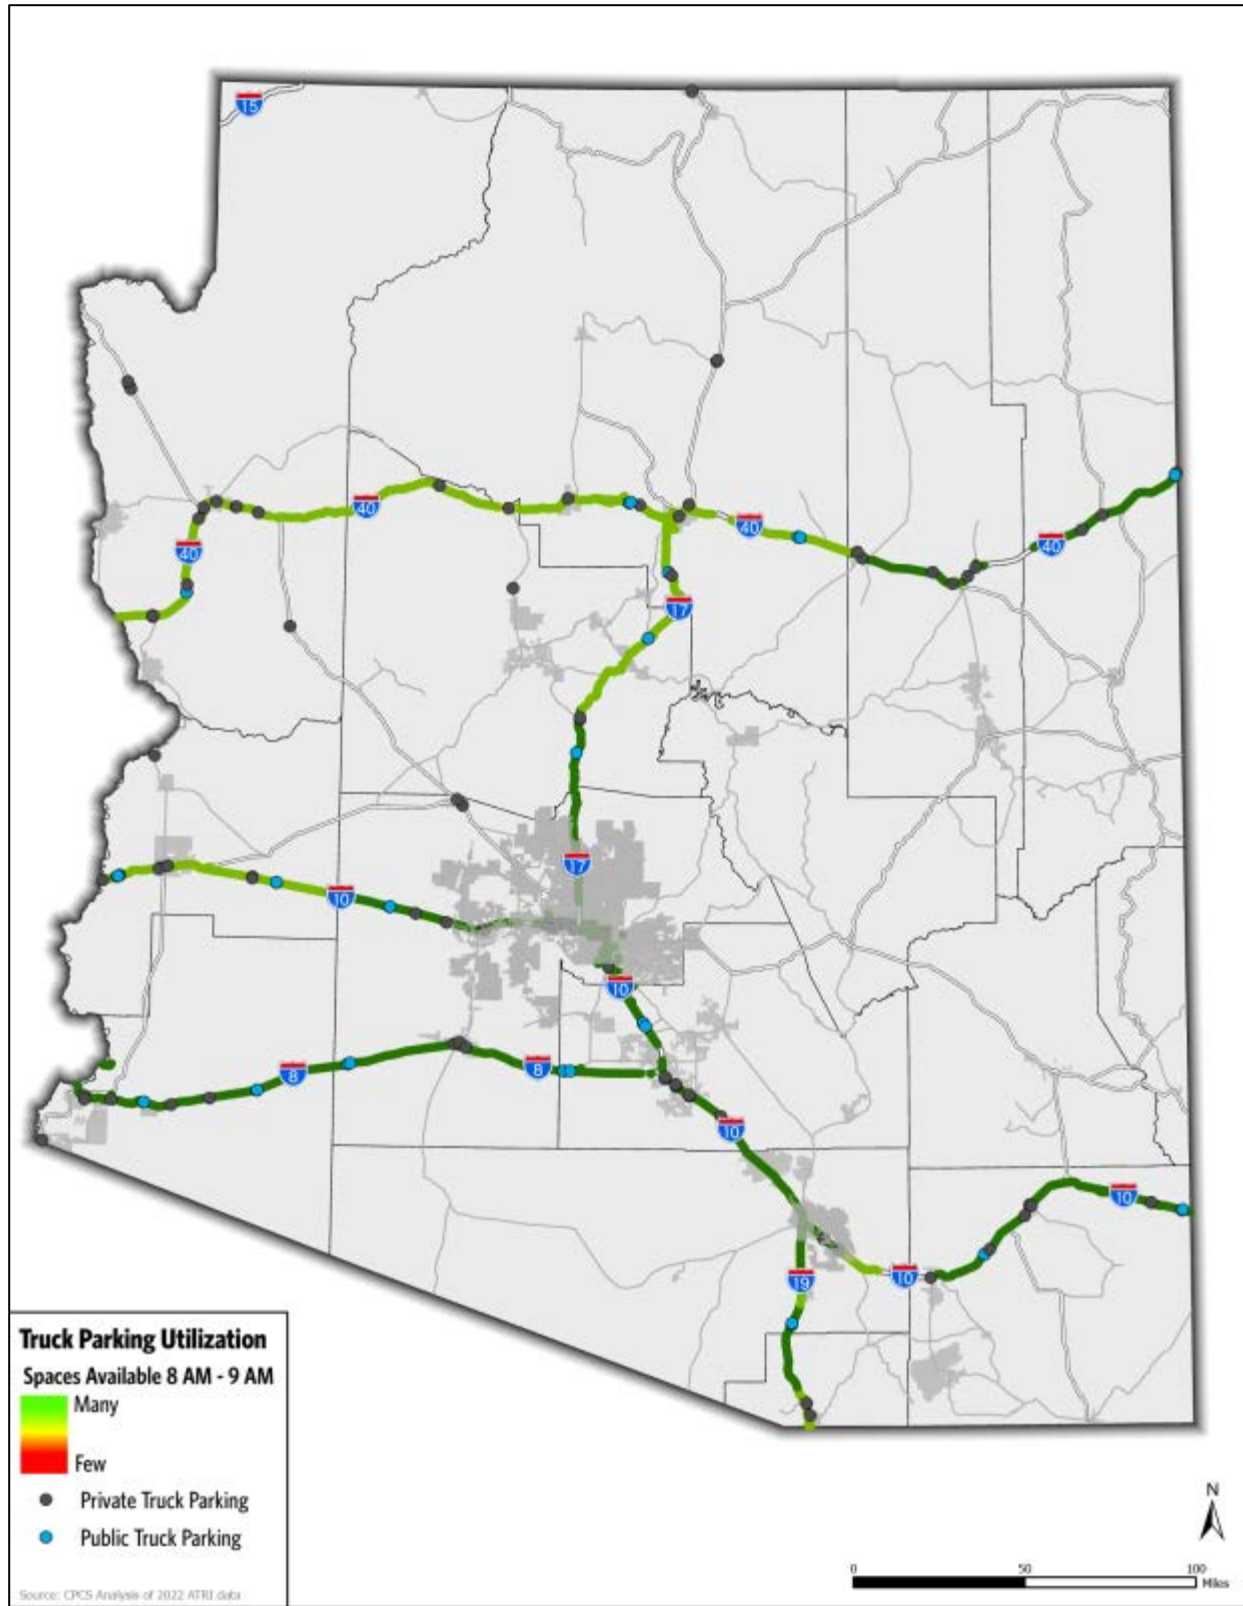 15
40
40
40
40
17
17
10
10
8
8
10
10
10
19
Truck Parking Utilization
Spaces Available 8 AM - 9 AM
Many
Few
Private Truck Parking
Public Truck Parking
Source: CPCS Analysis of 2022 ATRI data
N
0 50 100
Miles